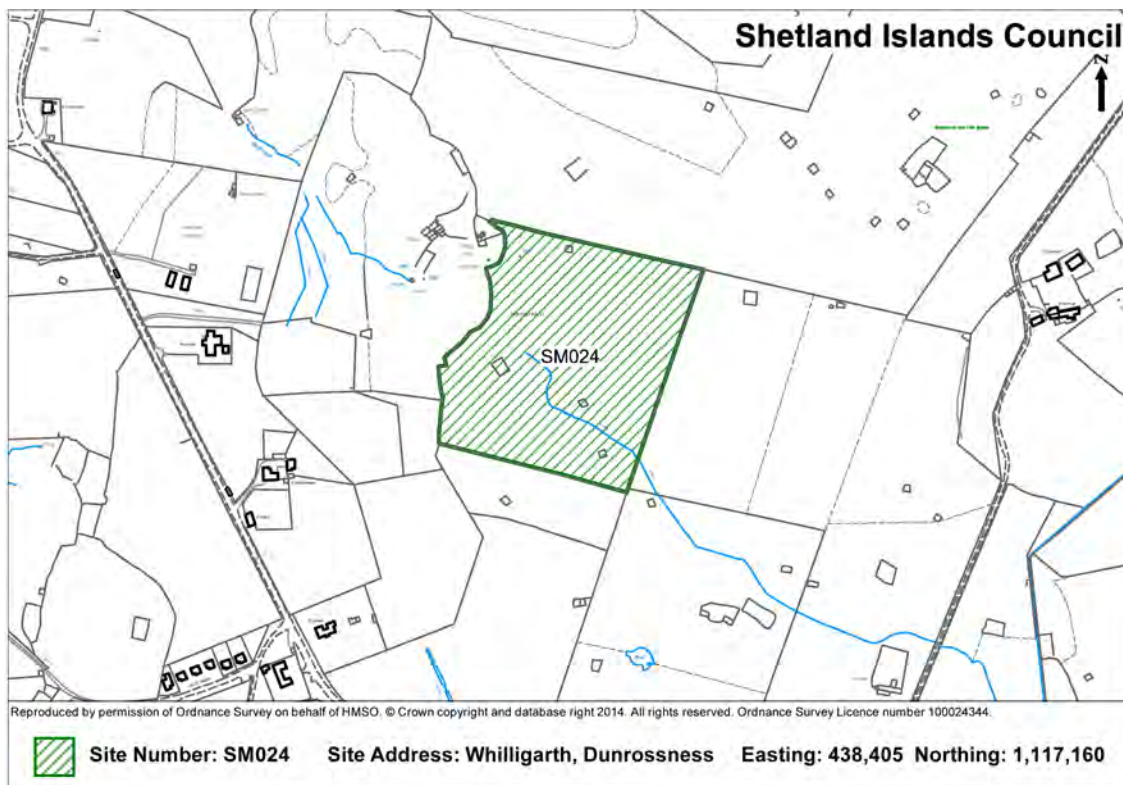 Shetland Islands Council
N
SM024
Reproduced by permission of Ordnance Survey on behalf of HMSO. © Crown copyright and database right 2014. All rights reserved. Ordnance Survey Licence number 100024344.
Site Number: SM024 Site Address: Whilligarth, Dunrossness Easting: 438,405 Northing: 1,117,160